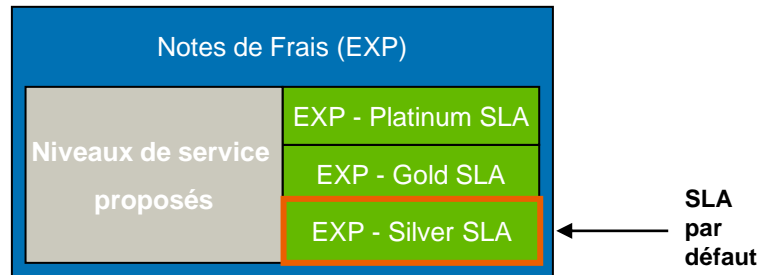 Notes de Frais (EXP)
Niveaux de service
proposés
EXP - Platinum SLA
EXP - Gold SLA
EXP - Silver SLA
SLA
par
défaut